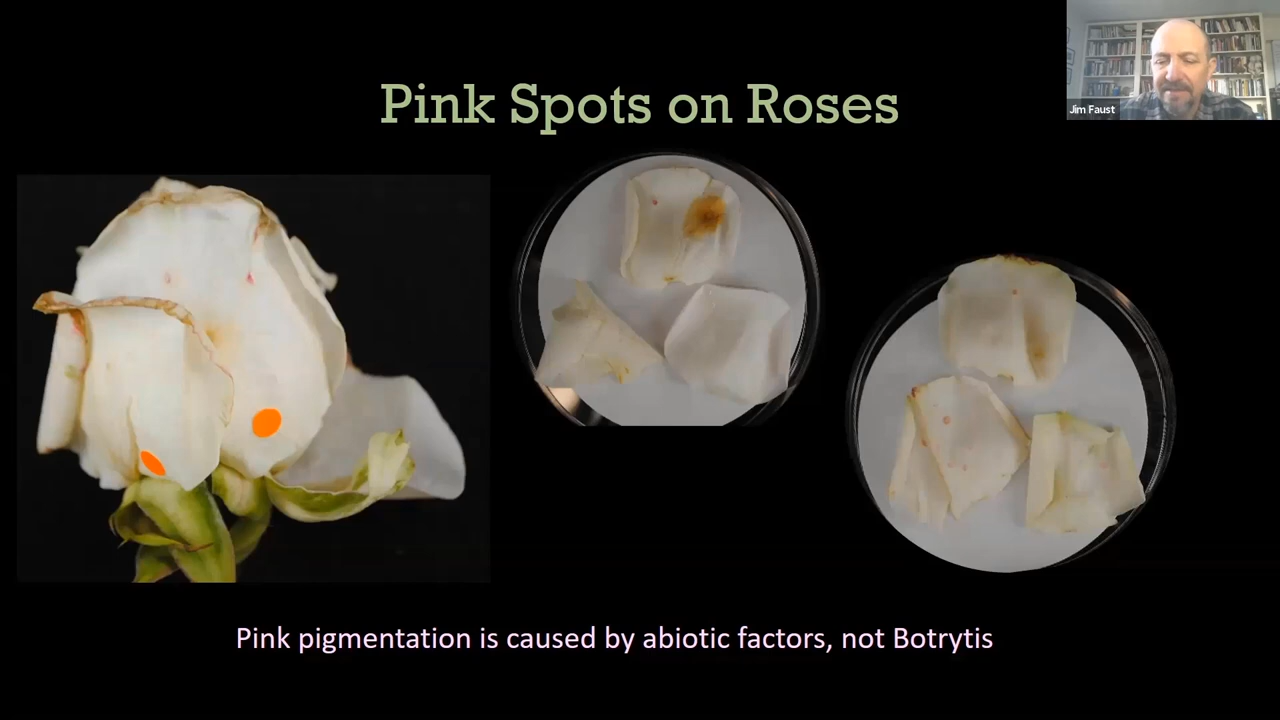 Pink Spots on Roses
Jim Faust
Pink pigmentation is caused by abiotic factors, not Botrytis